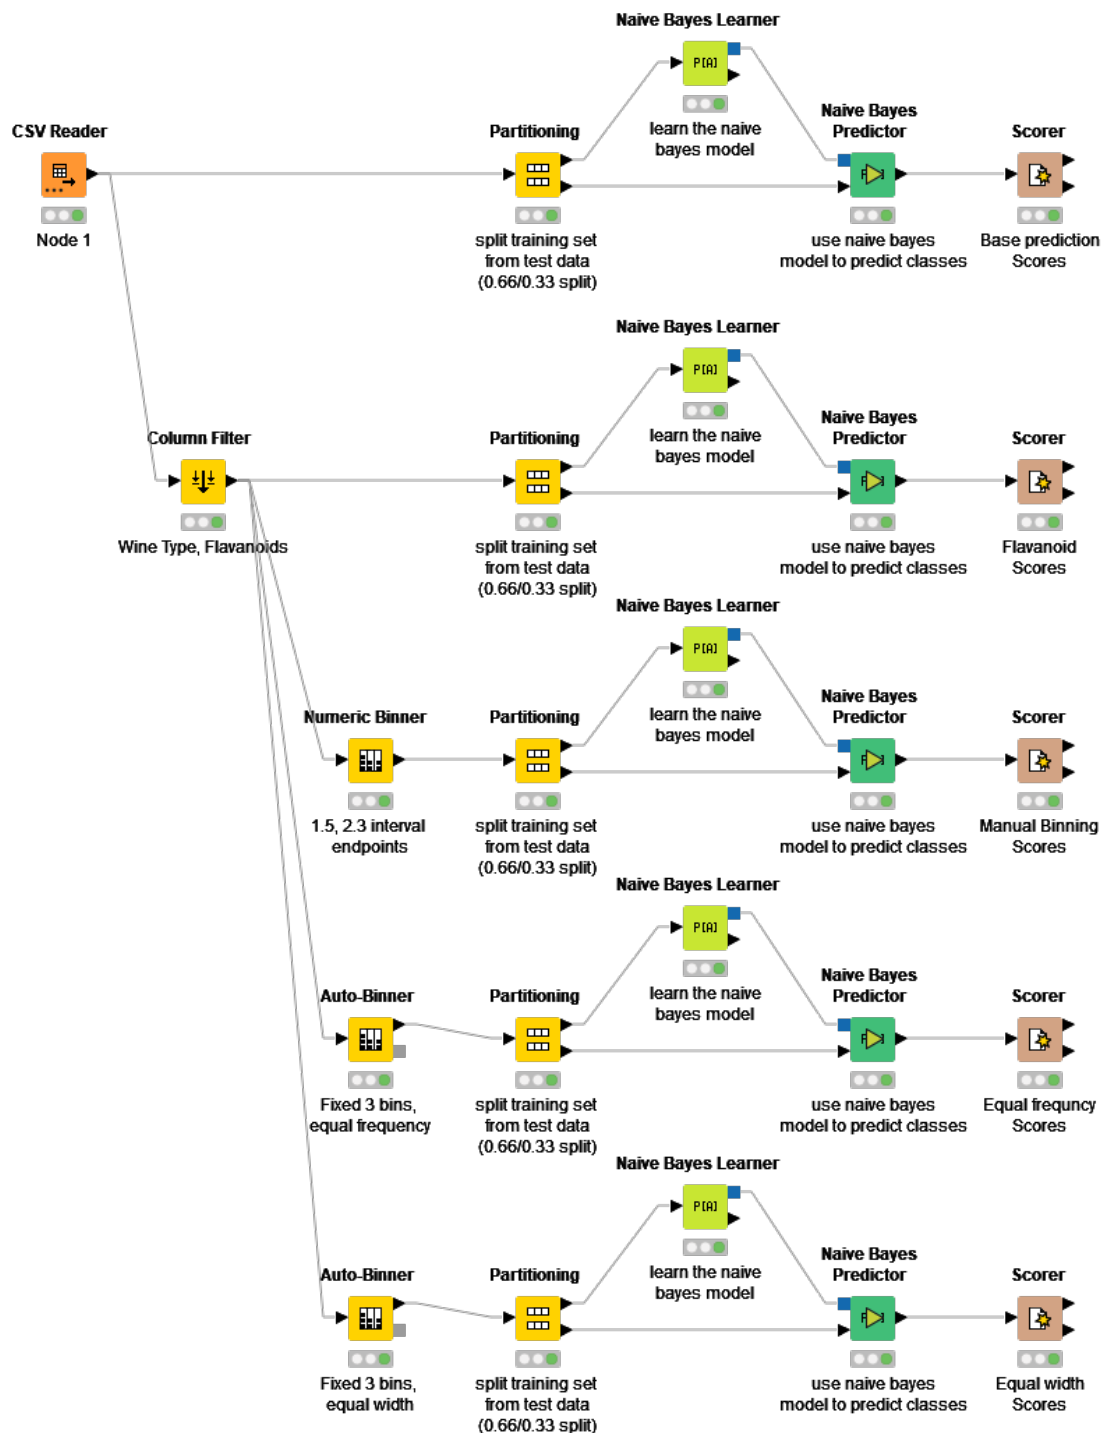 Naive Bayes Learner
P[A]
learn the naive
bayes model
CSV Reader
Node 1
Partitioning
split training set
from test data
(0.66/0.33 split)
Naive Bayes
Predictor
use naive bayes
model to predict classes
Scorer
Base prediction
Scores
Naive Bayes Learner
P[A]
learn the naive
bayes model
Column Filter
Wine Type, Flavanoids
Partitioning
split training set
from test data
(0.66/0.33 split)
Naive Bayes
Predictor
use naive bayes
model to predict classes
Scorer
Flavanoid
Scores
Naive Bayes Learner
P[A]
learn the naive
bayes model
Numeric Binner
1.5, 2.3 interval
endpoints
Partitioning
split training set
from test data
(0.66/0.33 split)
Naive Bayes
Predictor
use naive bayes
model to predict classes
Scorer
Manual Binning
Scores
Naive Bayes Learner
P[A]
learn the naive
bayes model
Auto-Binner
Fixed 3 bins,
equal frequency
Partitioning
split training set
from test data
(0.66/0.33 split)
Naive Bayes
Predictor
use naive bayes
model to predict classes
Scorer
Equal frequncy
Scores
Naive Bayes Learner
P[A]
learn the naive
bayes model
Auto-Binner
Fixed 3 bins,
equal width
Partitioning
split training set
from test data
(0.66/0.33 split)
Naive Bayes
Predictor
use naive bayes
model to predict classes
Scorer
Equal width
Scores